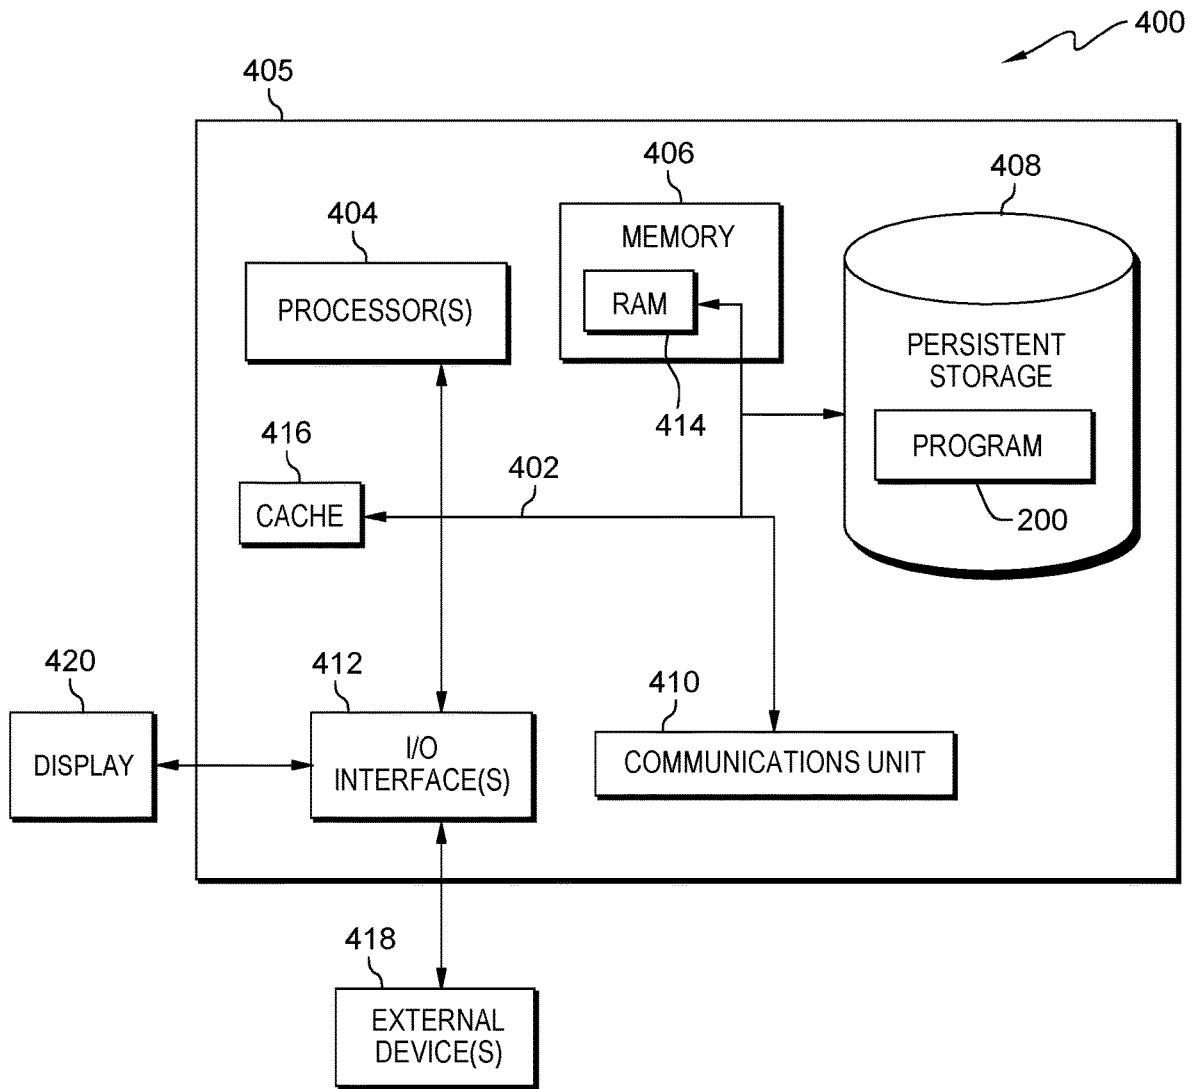 400
405
406
408
404
MEMORY
PROCESSOR(S)
RAM
PERSISTENT
STORAGE
414
416
402
PROGRAM
CACHE
200
420
412
410
DISPLAY
I/O
INTERFACE(S)
COMMUNICATIONS UNIT
418
EXTERNAL
DEVICE(S)